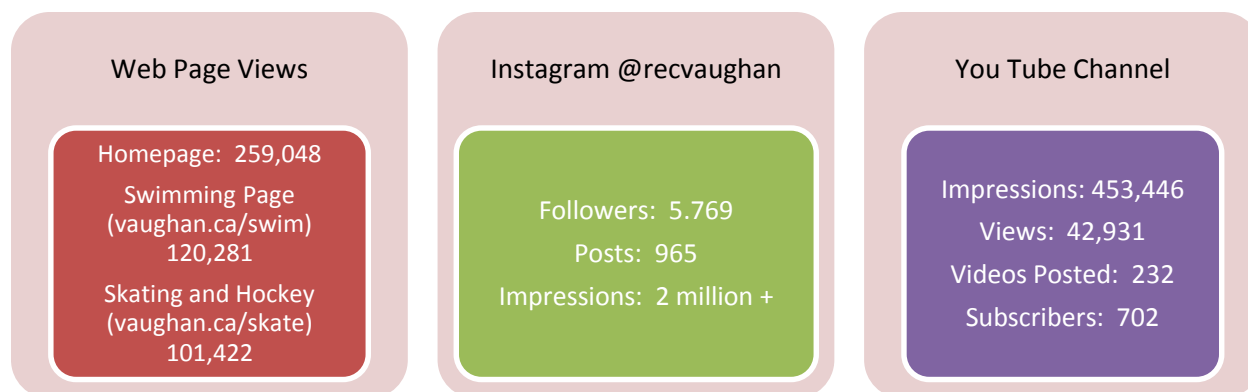 Web Page Views
Homepage: 259,048
Swimming Page
(vaughan.ca/swim)
120,281
Skating and Hockey
(vaughan.ca/skate)
101,422
Instagram @recvaughan
Followers: 5.769
Posts: 965
Impressions: 2 million +
You Tube Channel
Impressions: 453,446
Views: 42,931
Videos Posted: 232
Subscribers: 702